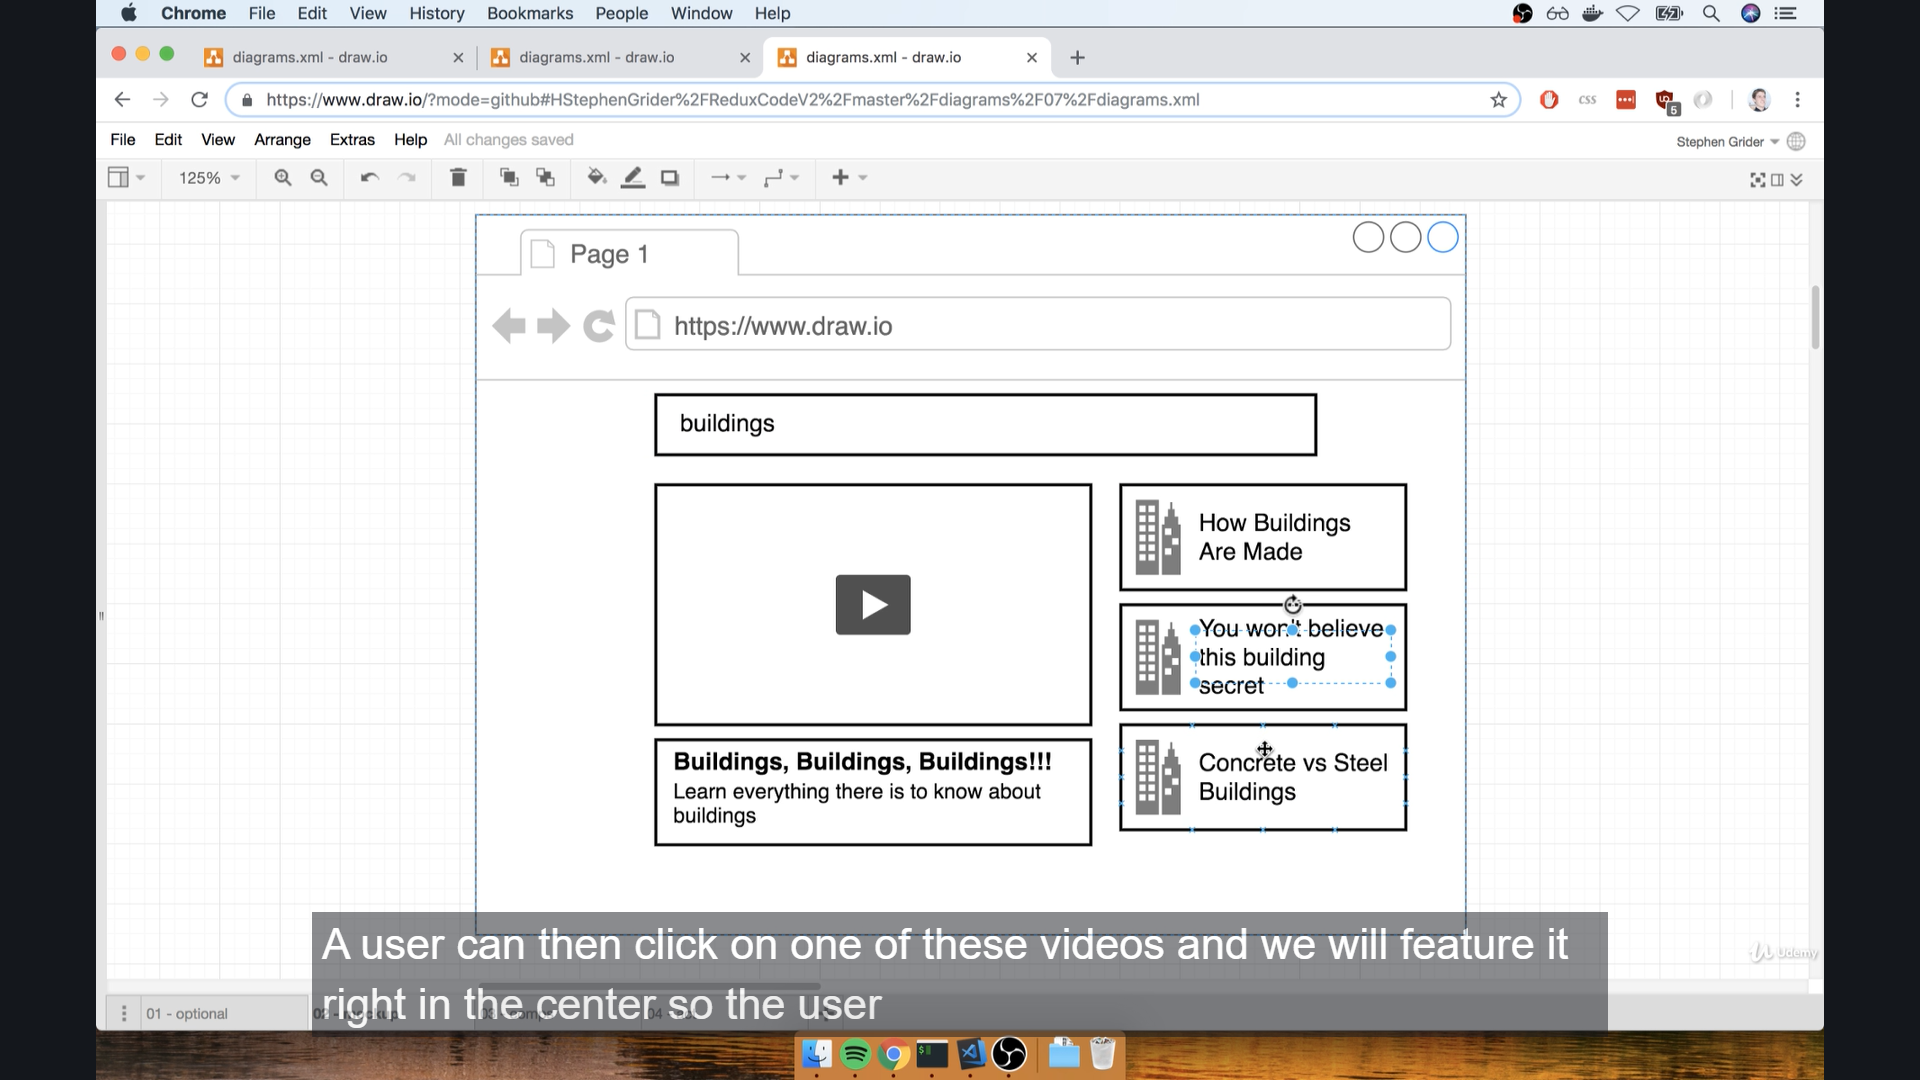 Chrome File Edit View History Bookmarks People Window Help
diagrams.xml - draw.io
diagrams.xml - draw.io
diagrams.xml - draw.io
https://www.draw.io/?mode=github#HStephenGrider%2FReduxCodeV2%2Fmaster%2Fdiagrams%2F07%2Fdiagrams.xml
CSS
5
File Edit View Arrange Extras Help All changes saved
Stephen Grider
125%
Page 1
https://www.draw.io
buildings
How Buildings
Are Made
You won't believe
this building
secret
Concrete vs Steel
Buildings
Buildings, Buildings, Buildings!!!
Learn everything there is to know about
buildings
A user can then click on one of these videos and we will feature it
right in the center so the user
Udemy
01 - optional